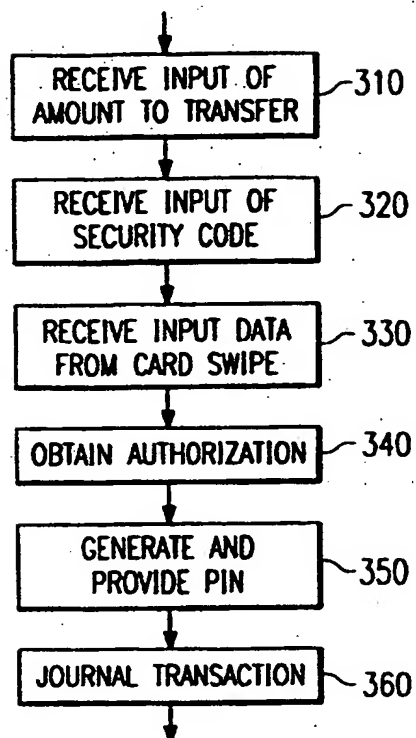 RECEIVE INPUT OF
AMOUNT TO TRANSFER
310
RECEIVE INPUT OF
SECURITY CODE
320
RECEIVE INPUT DATA
FROM CARD SWIPE
330
OBTAIN AUTHORIZATION
340
GENERATE AND
PROVIDE PIN
350
JOURNAL TRANSACTION
360